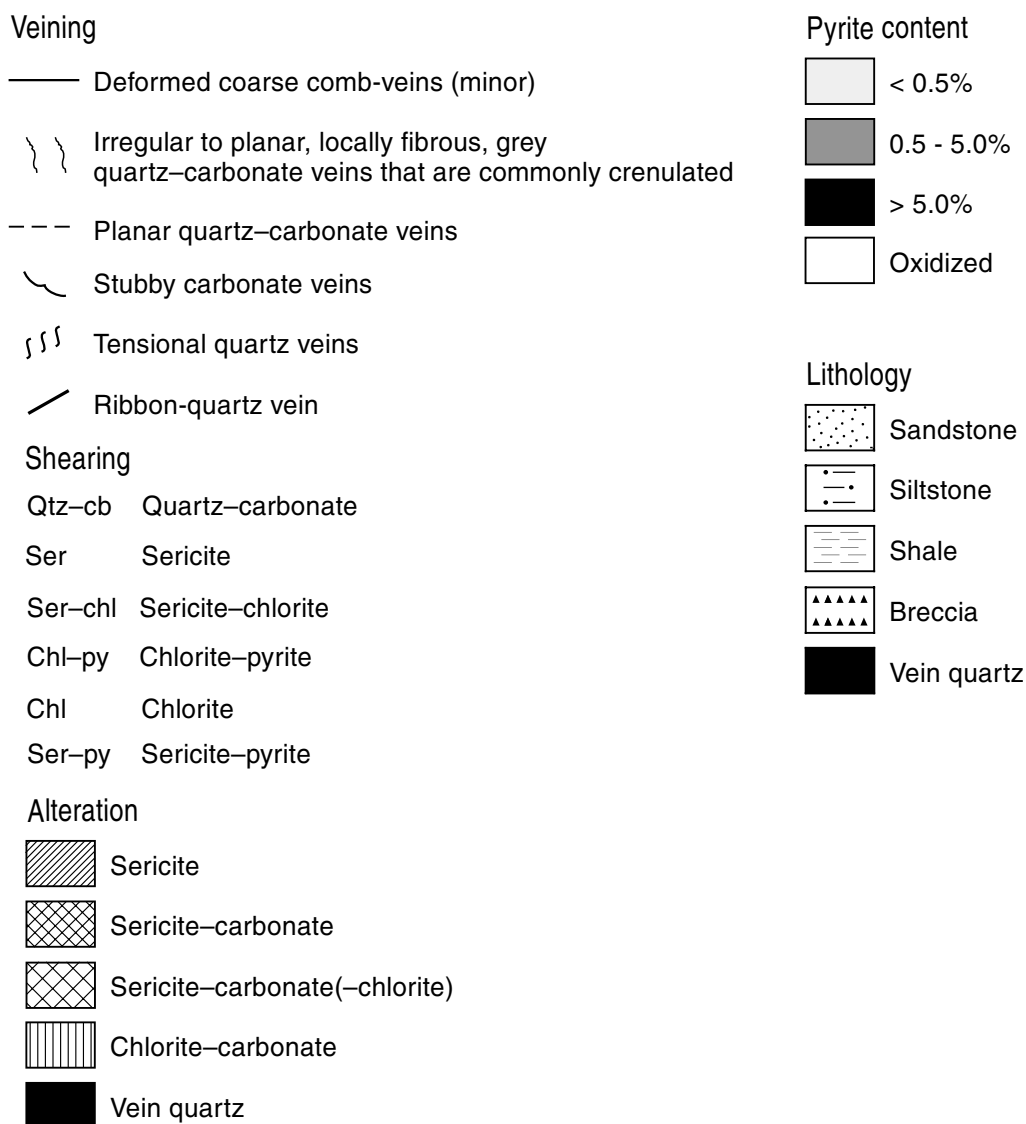 Veining
Deformed coarse comb-veins (minor)
Irregular to planar, locally fibrous, grey
quartz–carbonate veins that are commonly crenulated
Planar quartz–carbonate veins
Stubby carbonate veins
Tensional quartz veins
Ribbon-quartz vein
Shearing
Qtz–cb Quartz–carbonate
Ser Sericite
Ser–chl Sericite–chlorite
Chl–py Chlorite–pyrite
Chl Chlorite
Ser–py Sericite–pyrite
Alteration
Sericite
Sericite–carbonate
Sericite–carbonate(–chlorite)
Chlorite–carbonate
Vein quartz
Pyrite content
< 0.5%
0.5 - 5.0%
> 5.0%
Oxidized
Lithology
Sandstone
Siltstone
Shale
Breccia
Vein quartz